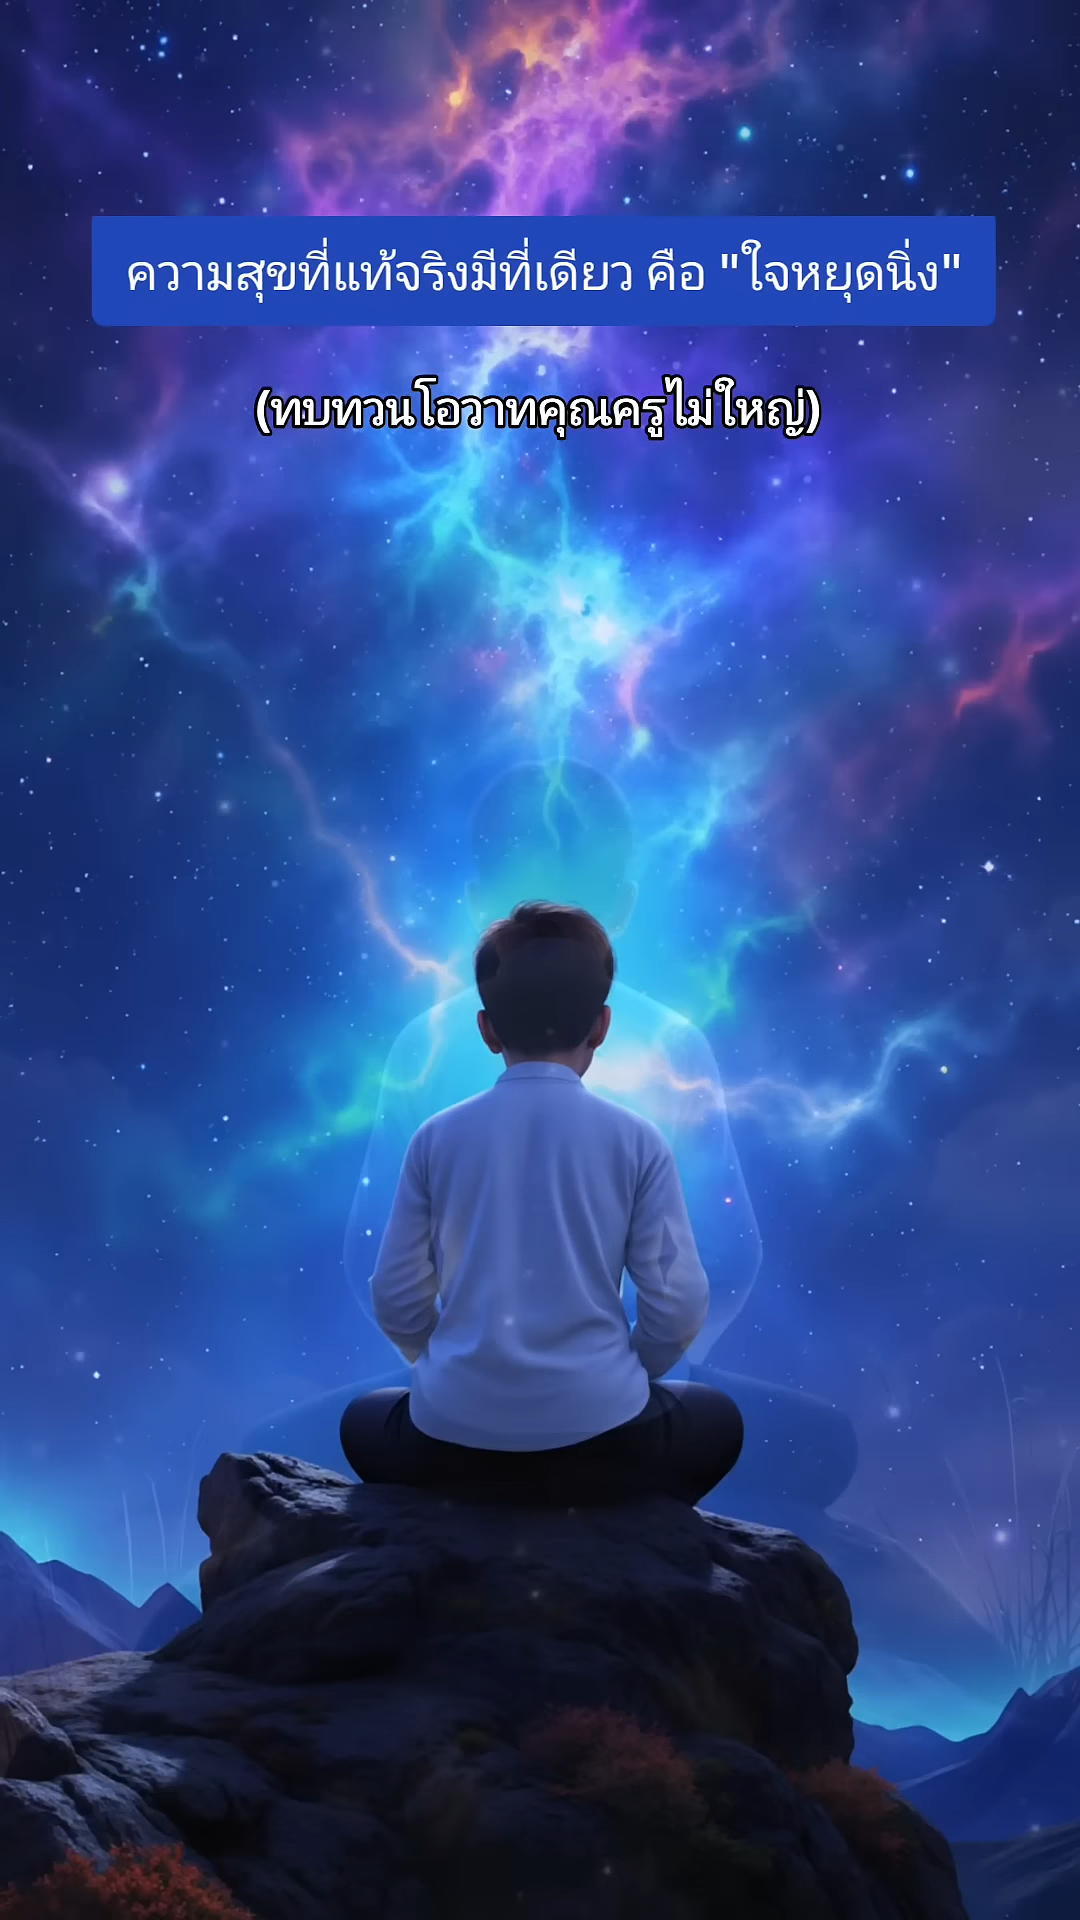 ความสุขที่แท้จริงมีที่เดียว คือ "ใจหยุดนิ่ง"
(ทบทวนโอวาทคุณครูไม่ใหญ่)